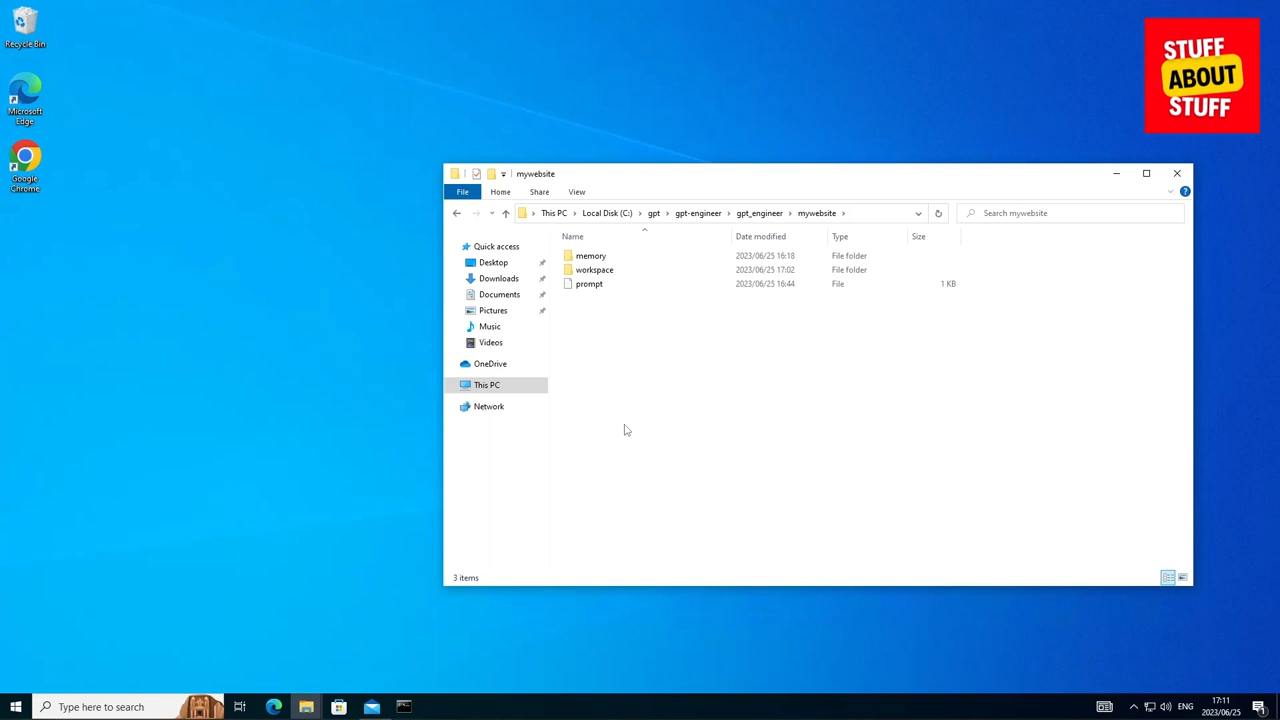 Recycle Bin
Microsoft
Edge
Google
Chrome
STUFF
ABOUT
STUFF
mywebsite
File
Home
Share
View
This PC
Local Disk (C:)
gpt
gpt-engineer
gpt_engineer
mywebsite
Search mywebsite
Name
Date modified
Type
Size
Quick access
Desktop
Downloads
Documents
Pictures
Music
Videos
OneDrive
This PC
Network
memory 2023/06/25 16:18 File folder
workspace 2023/06/25 17:02 File folder
prompt 2023/06/25 16:44 File 1 KB
3 items
Type here to search
ENG
17:11
2023/06/25
1